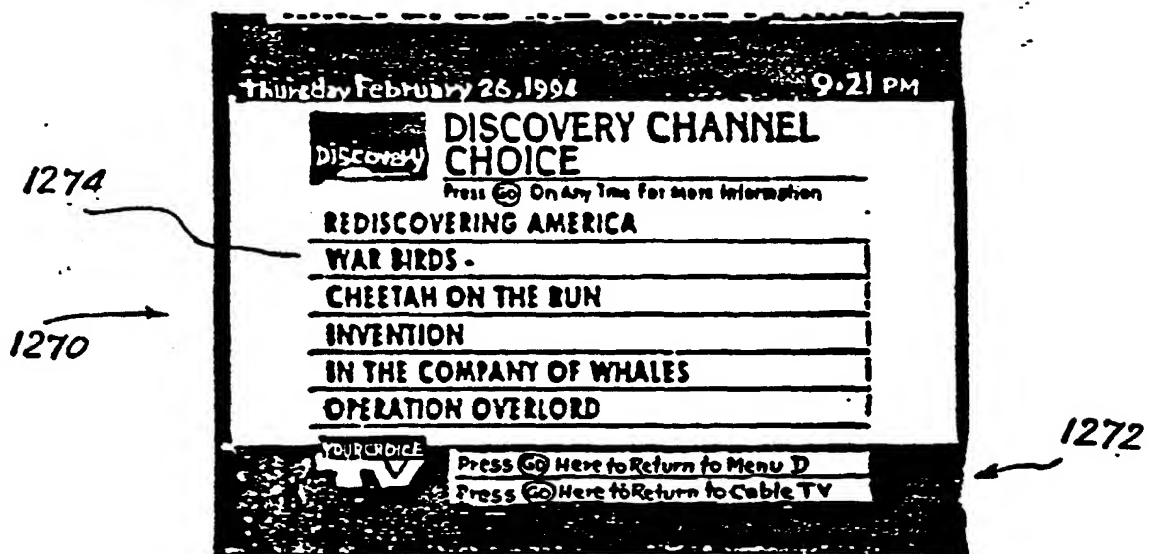 Thursday February 26, 1994 9:21 PM
Discovery
DISCOVERY CHANNEL
CHOICE
Press GO On Any Time For More Information
1274
REDISCOVERING AMERICA
WAR BIRDS -
CHEETAH ON THE RUN
1270
INVENTION
IN THE COMPANY OF WHALES
OPERATION OVERLORD
1272
YOUR CHOICE
TV
Press GO Here to Return to Menu D
Press GO Here to Return to Cable TV